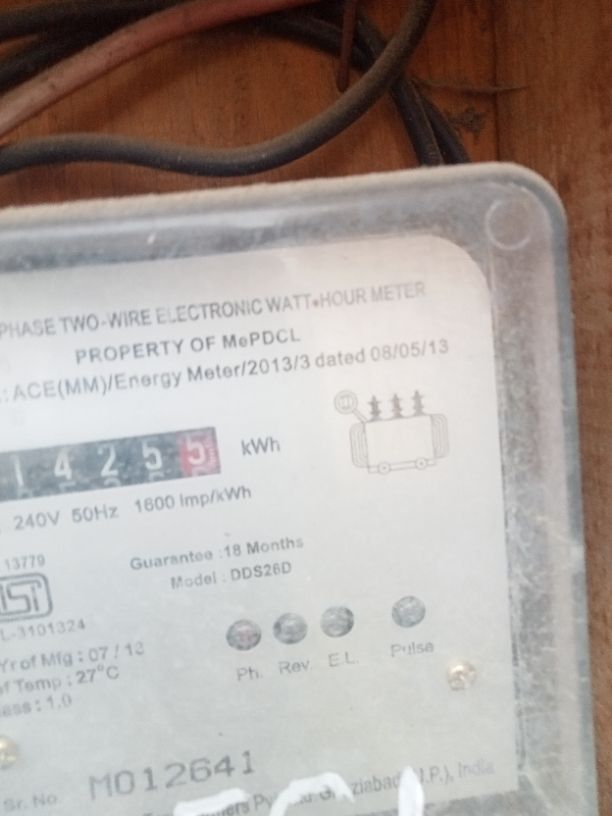 PHASE TWO-WIRE ELECTRONIC WATT-HOUR METER
PROPERTY OF MePDCL
.:ACE(MM)/Energy Meter/2013/3 dated 08/05/13
1 4 2 5 5 kWh
240V 50Hz 1600 Imp/kWh
13779
Guarantee :18 Months
Model : DDS26D
ISI
L-3101324
Yr of Mfg : 07 / 13
ef Temp : 27°C
ass : 1.0
Ph. Rev E.L. Pulse
Sr. No. M012641
India